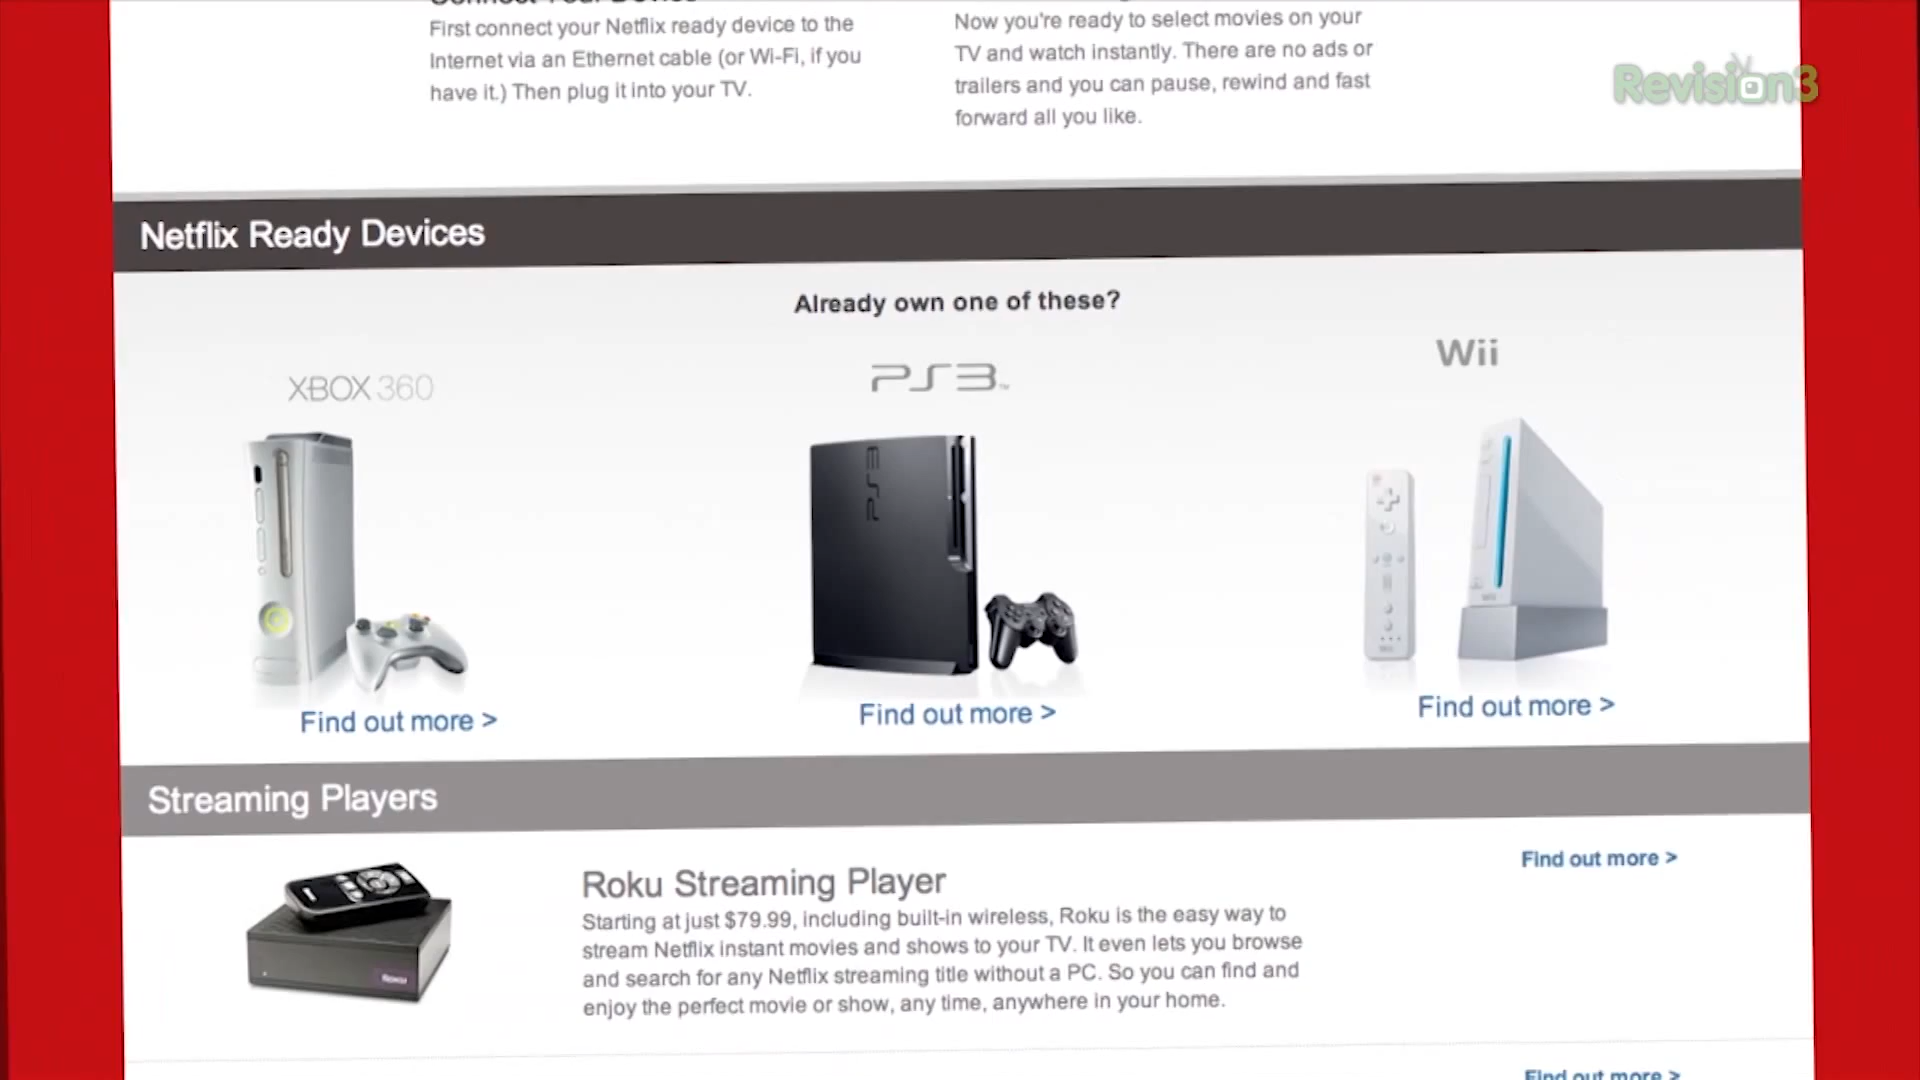 Connect Your Device
First connect your Netflix ready device to the
Internet via an Ethernet cable (or Wi-Fi, if you
have it.) Then plug it into your TV.
Now you're ready to select movies on your
TV and watch instantly. There are no ads or
trailers and you can pause, rewind and fast
forward all you like.
Revision3
Netflix Ready Devices
Already own one of these?
XBOX 360
PS3™
Wii
PS3
Wii
Wii
Find out more >
Find out more >
Find out more >
Streaming Players
Roku Streaming Player
Find out more >
Starting at just $79.99, including built-in wireless, Roku is the easy way to
stream Netflix instant movies and shows to your TV. It even lets you browse
and search for any Netflix streaming title without a PC. So you can find and
enjoy the perfect movie or show, any time, anywhere in your home.
ROKU
Find out more >